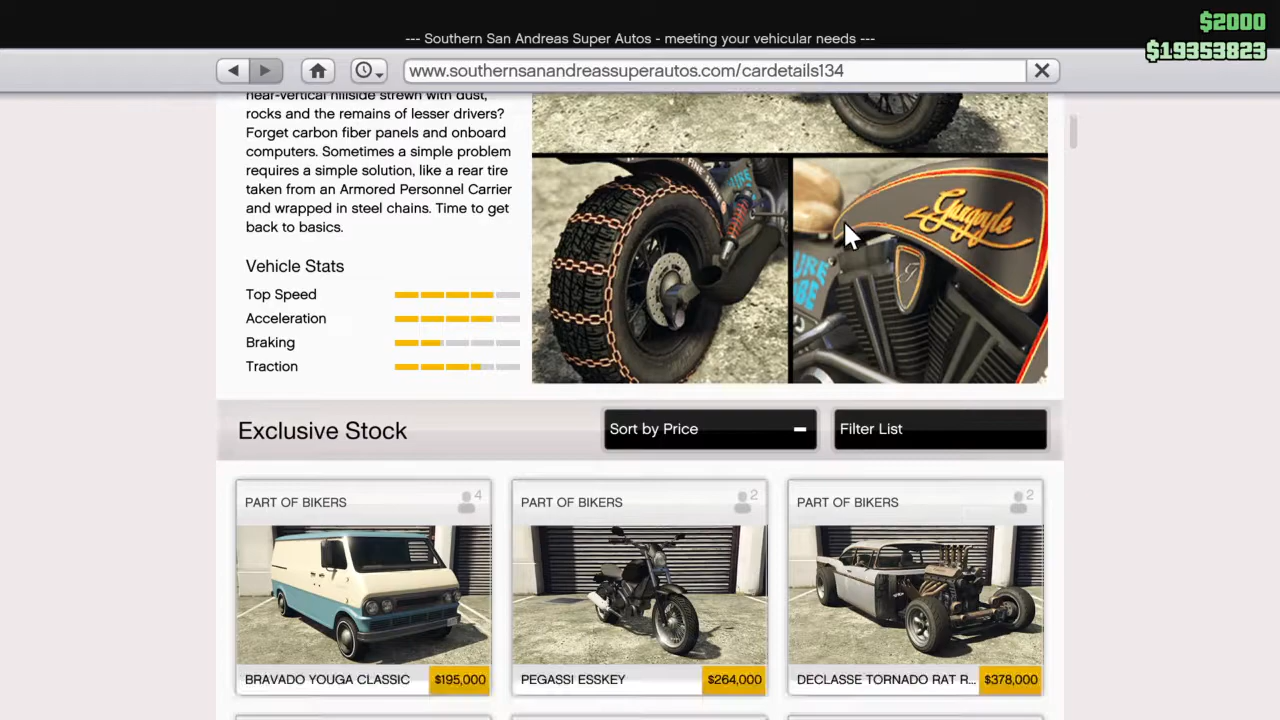 $2000
--- Southern San Andreas Super Autos - meeting your vehicular needs ---
$19353823
www.southernsanandreassuperautos.com/cardetails134
near-vertical hillside strewn with dust,
rocks and the remains of lesser drivers?
Forget carbon fiber panels and onboard
computers. Sometimes a simple problem
requires a simple solution, like a rear tire
taken from an Armored Personnel Carrier
and wrapped in steel chains. Time to get
back to basics.
Gargoyle
Vehicle Stats
Top Speed
Acceleration
Braking
Traction
Exclusive Stock
Sort by Price
Filter List
PART OF BIKERS 4
PART OF BIKERS 2
PART OF BIKERS 2
BRAVADO YOUGA CLASSIC $195,000
PEGASSI ESSKEY $264,000
DECLASSE TORNADO RAT R... $378,000